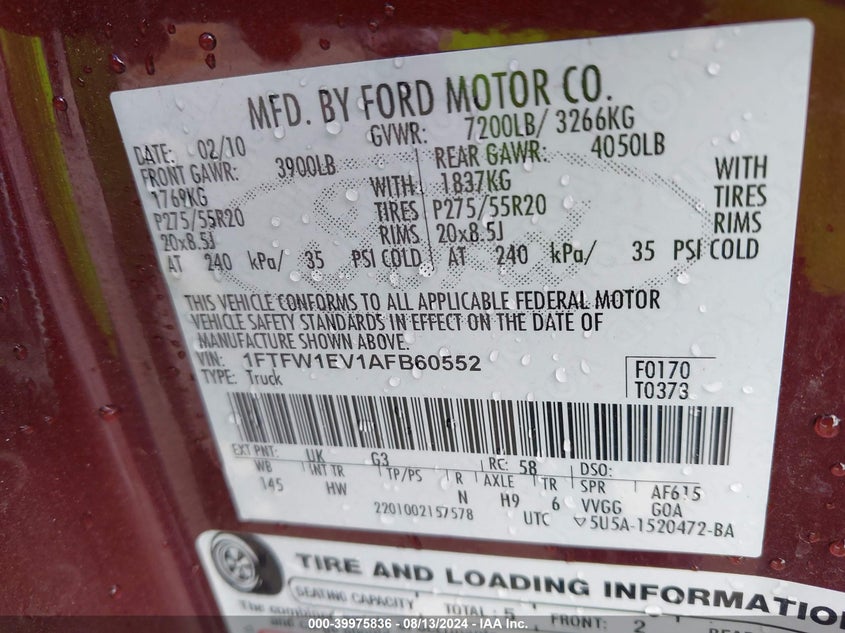 MFD. BY FORD MOTOR CO.
DATE: 02/10 GVWR: 7200LB/ 3266KG
FRONT GAWR: 3900LB REAR GAWR: 4050LB
1769KG WITH 1837KG WITH
P275/55R20 TIRES P275/55R20 TIRES
20x8.5J RIMS 20x8.5J RIMS
AT 240 kPa/ 35 PSI COLD AT 240 kPa/ 35 PSI COLD
THIS VEHICLE CONFORMS TO ALL APPLICABLE FEDERAL MOTOR
VEHICLE SAFETY STANDARDS IN EFFECT ON THE DATE OF
MANUFACTURE SHOWN ABOVE.
VIN: 1FTFW1EV1AFB60552 F0170
TYPE: Truck T0373
EXT PNT: UK G3 RC: 58 DSO:
WB INT TR TP/PS R AXLE TR SPR AF615
145 HW N H9 6 VVGG GOA
2201002157578 UTC ▽5U5A-1520472-BA
TIRE AND LOADING INFORMATION
SEATING CAPACITY TOTAL : 5 FRONT: 2
The combined
000-39975836 - 08/13/2024 - IAAI.com